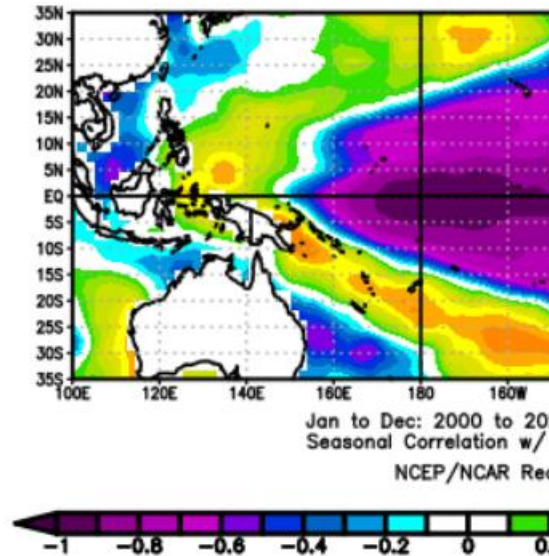 35N
30N
25N
20N
15N
10N
5N
EQ
5S
10S
15S
20S
25S
30S
35S
100E 120E 140E 160E 180 160W
Jan to Dec: 2000 to 20
Seasonal Correlation w/
NCEP/NCAR Rea
-1 -0.8 -0.6 -0.4 -0.2 0 0.